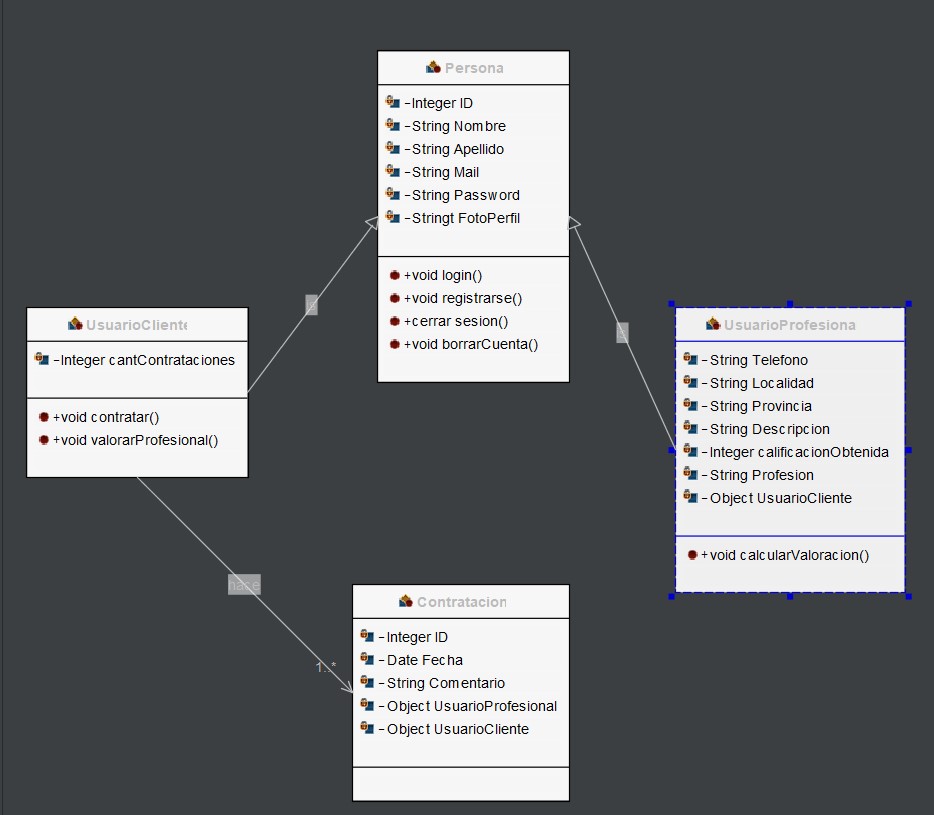 Persona
-Integer ID
-String Nombre
-String Apellido
-String Mail
-String Password
-Stringt FotoPerfil
+void login()
+void registrarse()
+cerrar sesion()
+void borrarCuenta()
UsuarioCliente
-Integer cantContrataciones
+void contratar()
+void valorarProfesional()
UsuarioProfesiona
-String Telefono
-String Localidad
-String Provincia
-String Descripcion
-Integer calificacionObtenida
-String Profesion
-Object UsuarioCliente
+void calcularValoracion()
hace
1..*
Contratacion
-Integer ID
-Date Fecha
-String Comentario
-Object UsuarioProfesional
-Object UsuarioCliente